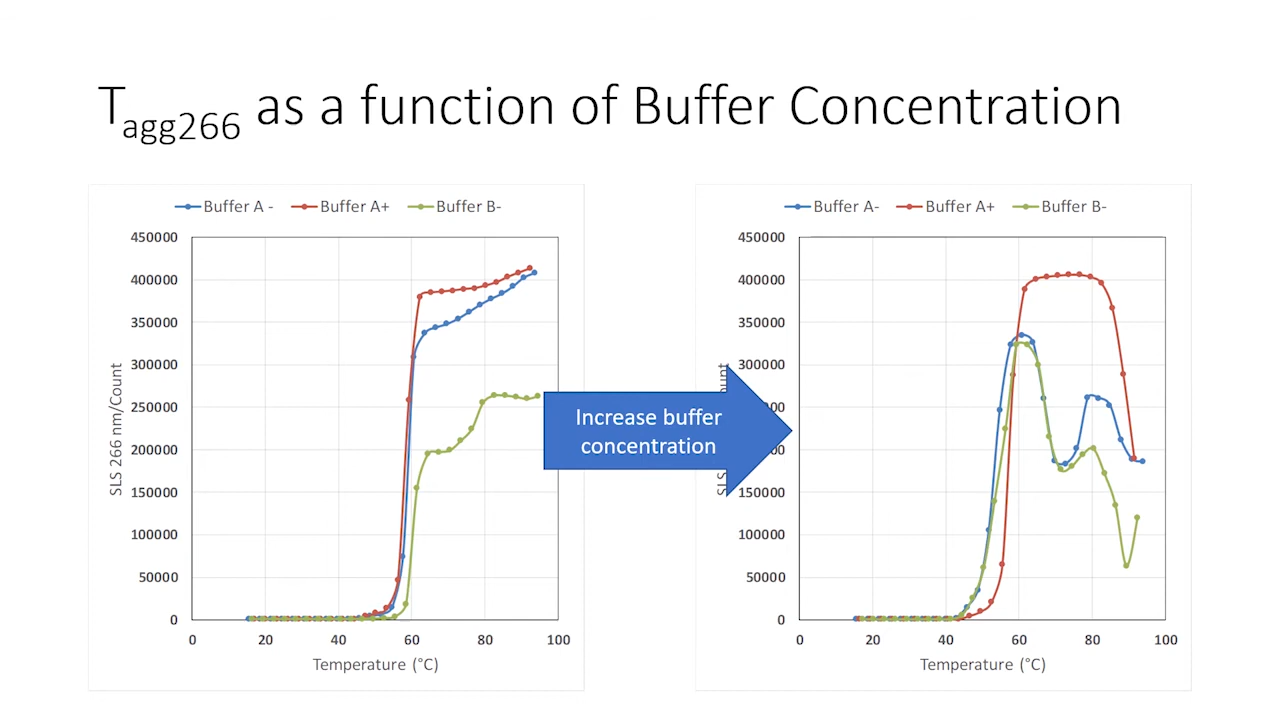 Tagg266 as a function of Buffer Concentration
Buffer A - Buffer A+ Buffer B-
450000
400000
350000
300000
250000
200000
150000
100000
50000
0
0 20 40 60 80 100
SLS 266 nm/Count
Temperature (°C)
Increase buffer
concentration
Buffer A- Buffer A+ Buffer B-
450000
400000
350000
300000
200000
150000
100000
50000
0
0 20 40 60 80 100
Temperature (°C)